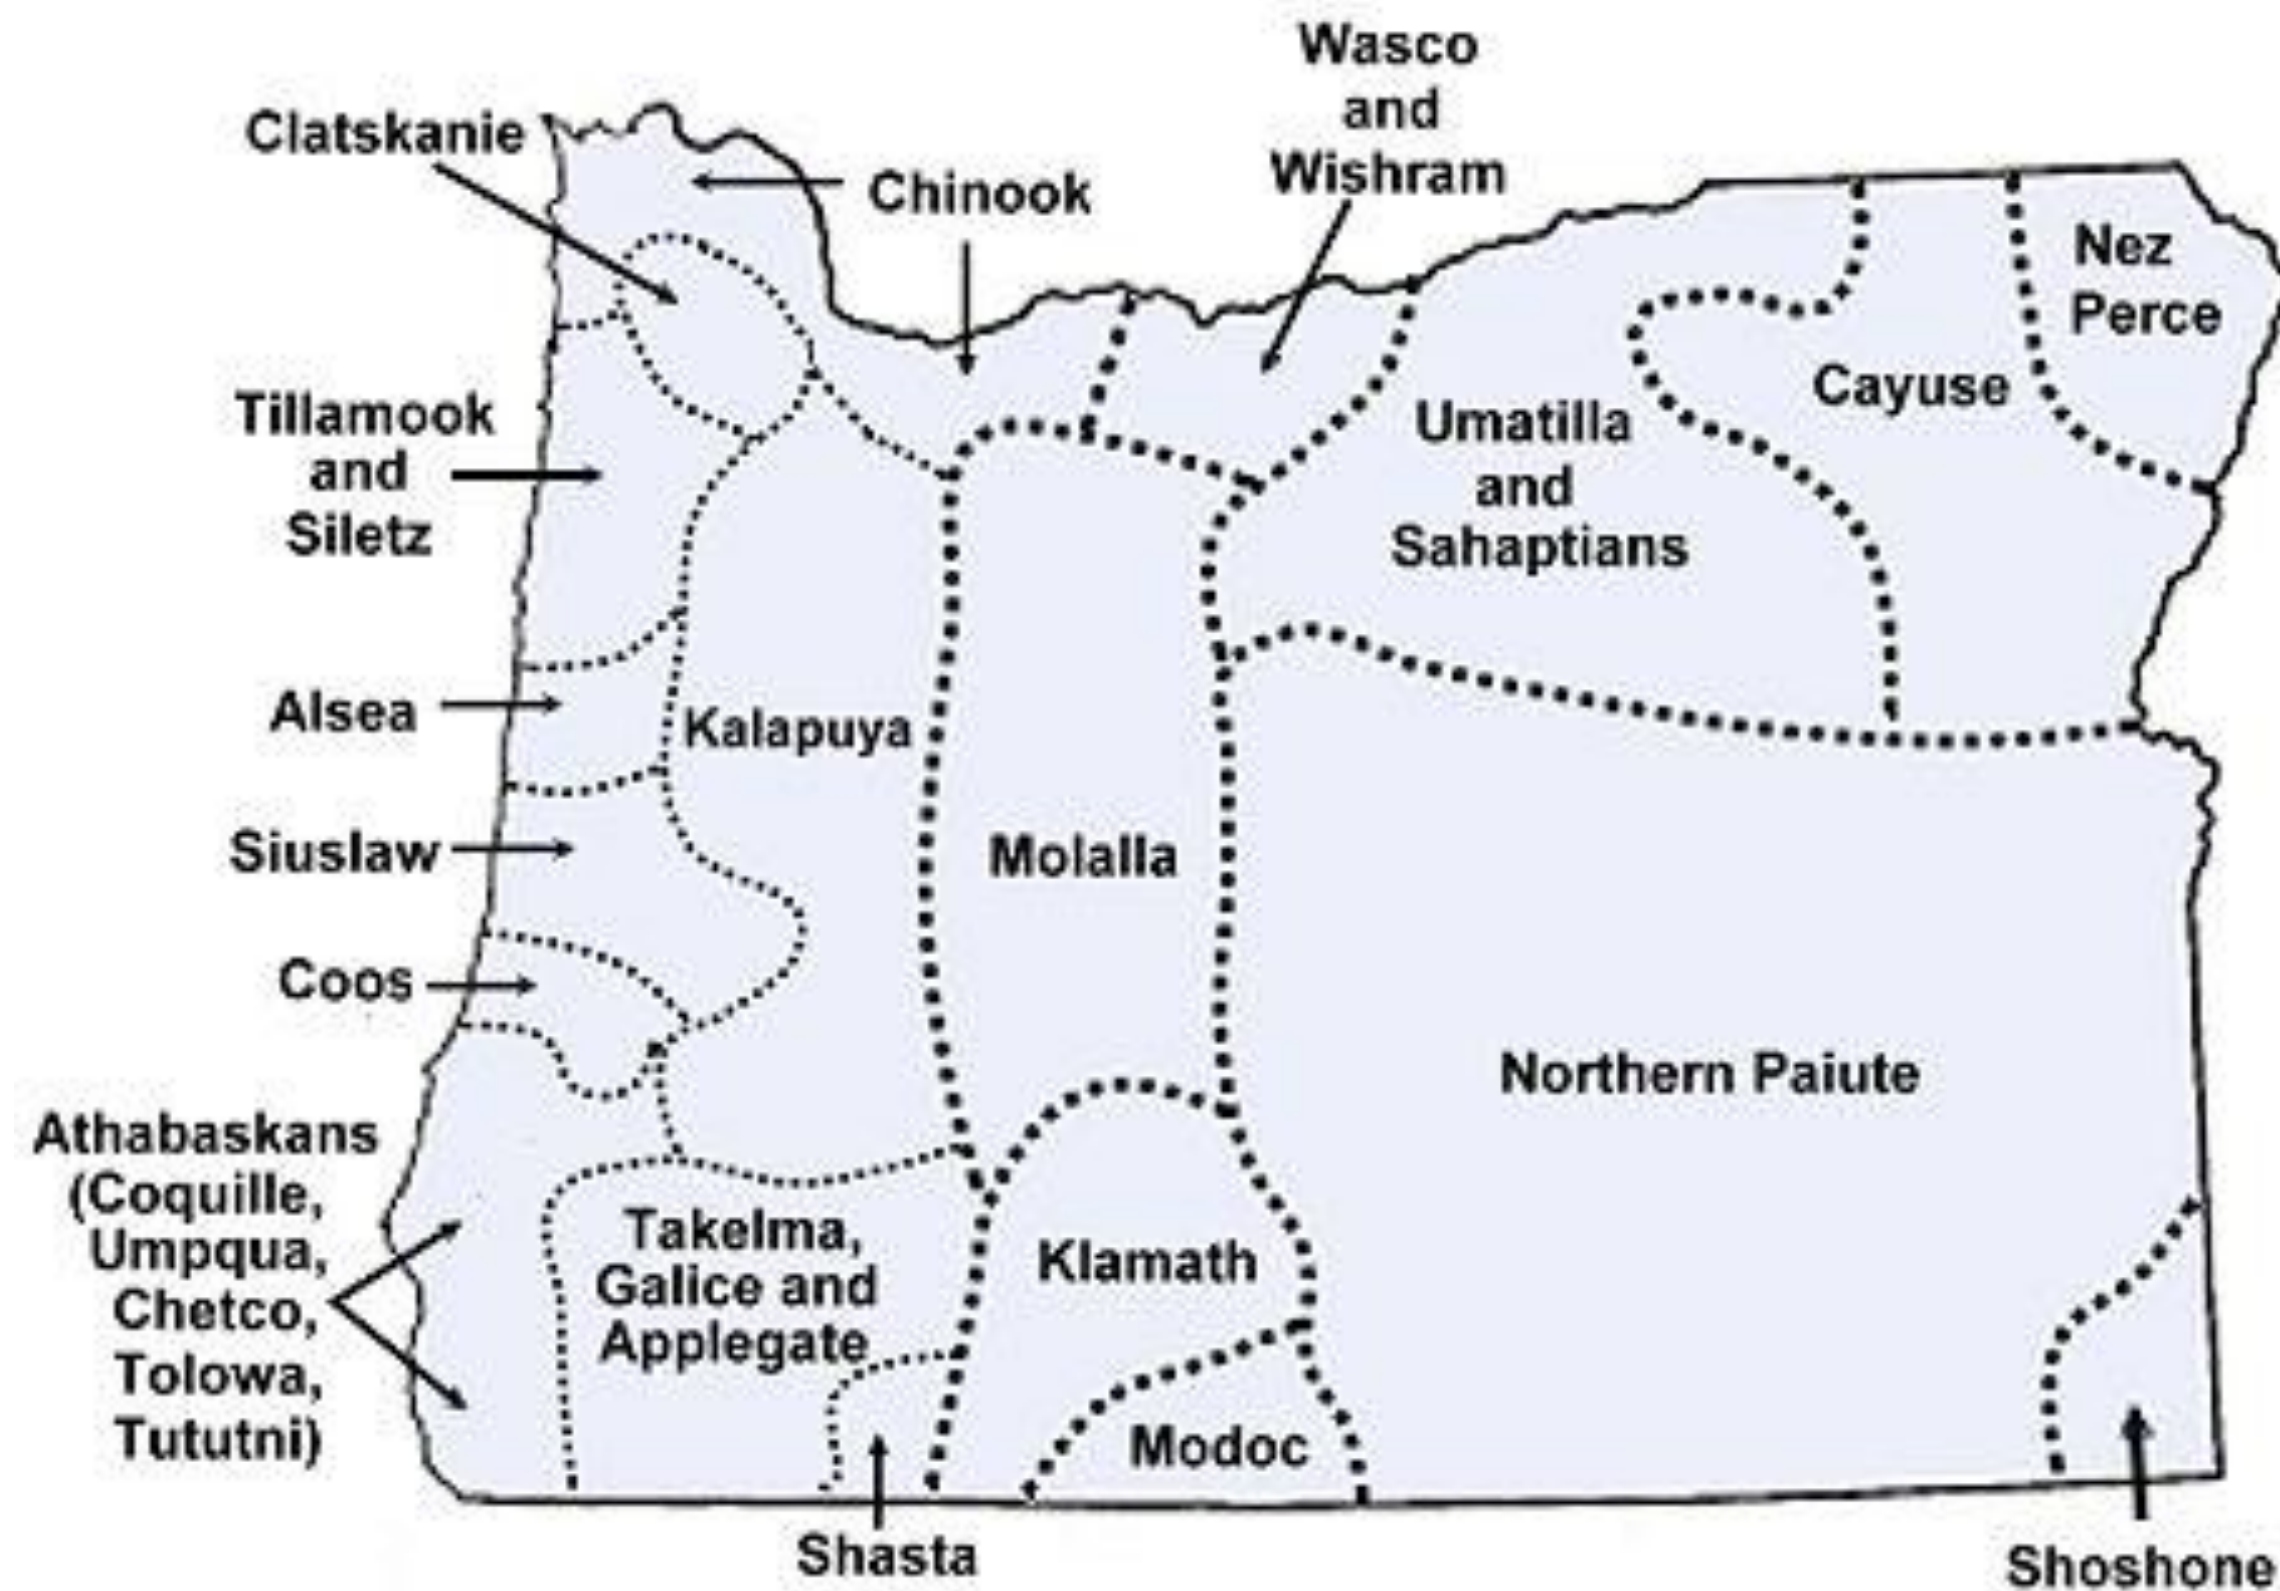 Wasco
and
Wishram
Clatskanie
Chinook
Nez
Perce
Cayuse
Tillamook
and
Siletz
Umatilla
and
Sahaptians
Alsea
Kalapuya
Siuslaw
Molalla
Coos
Northern Paiute
Athabaskans
(Coquille,
Umpqua,
Chetco,
Tolowa,
Tututni)
Takelma,
Galice and
Applegate
Klamath
Modoc
Shasta
Shoshone